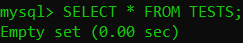 mysql> SELECT * FROM TESTS;
Empty set (0.00 sec)